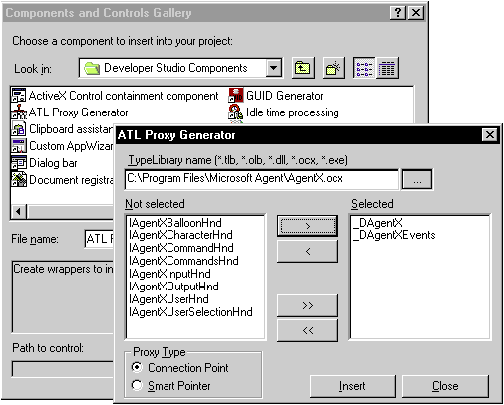 Components and Controls Gallery
Choose a component to insert into your project:
Look in: Developer Studio Components
ActiveX Control containment component
GUID Generator
ATL Proxy Generator
Idle time processing
Clipboard assistan
Custom AppWizar
Dialog bar
Document registra
File name: ATL P
Create wrappers to in
Path to control:
ATL Proxy Generator
TypeLibary name (*.tlb, *.olb, *.dll, *.ocx, *.exe)
C:\Program Files\Microsoft Agent\AgentX.ocx
...
Not selected
IAgentXBalloonHnd
IAgentXCharacterHnd
IAgentXCommandHnd
IAgentXCommandsHnd
IAgentXInputHnd
IAgentXOutputHnd
IAgentXUserHnd
IAgentXUserSelectionHnd
>
<
>>
<<
Selected
_DAgentX
_DAgentXEvents
Proxy Type
Connection Point
Smart Pointer
Insert
Close